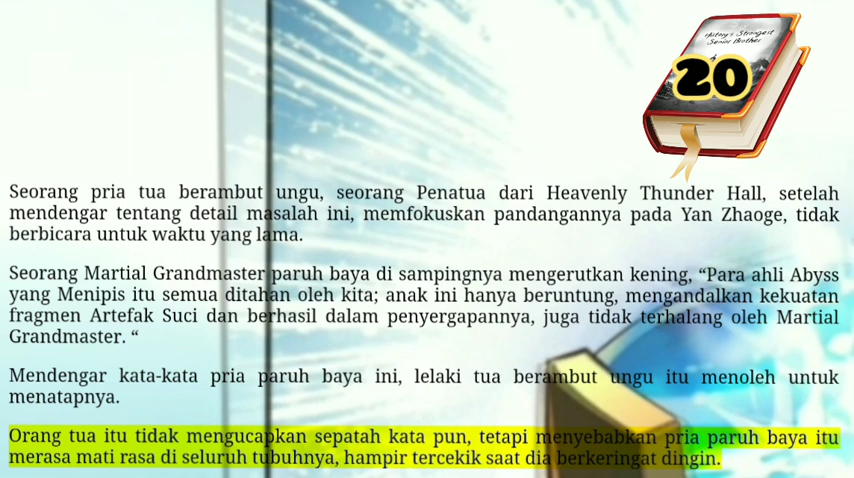 History's Strongest
Senior Brother
20
Seorang pria tua berambut ungu, seorang Penatua dari Heavenly Thunder Hall, setelah
mendengar tentang detail masalah ini, memfokuskan pandangannya pada Yan Zhaoge, tidak
berbicara untuk waktu yang lama.
Seorang Martial Grandmaster paruh baya di sampingnya mengerutkan kening, “Para ahli Abyss
yang Menipis itu semua ditahan oleh kita; anak ini hanya beruntung, mengandalkan kekuatan
fragmen Artefak Suci dan berhasil dalam penyergapannya, juga tidak terhalang oleh Martial
Grandmaster. “
Mendengar kata-kata pria paruh baya ini, lelaki tua berambut ungu itu menoleh untuk
menatapnya.
Orang tua itu tidak mengucapkan sepatah kata pun, tetapi menyebabkan pria paruh baya itu
merasa mati rasa di seluruh tubuhnya, hampir tercekik saat dia berkeringat dingin.